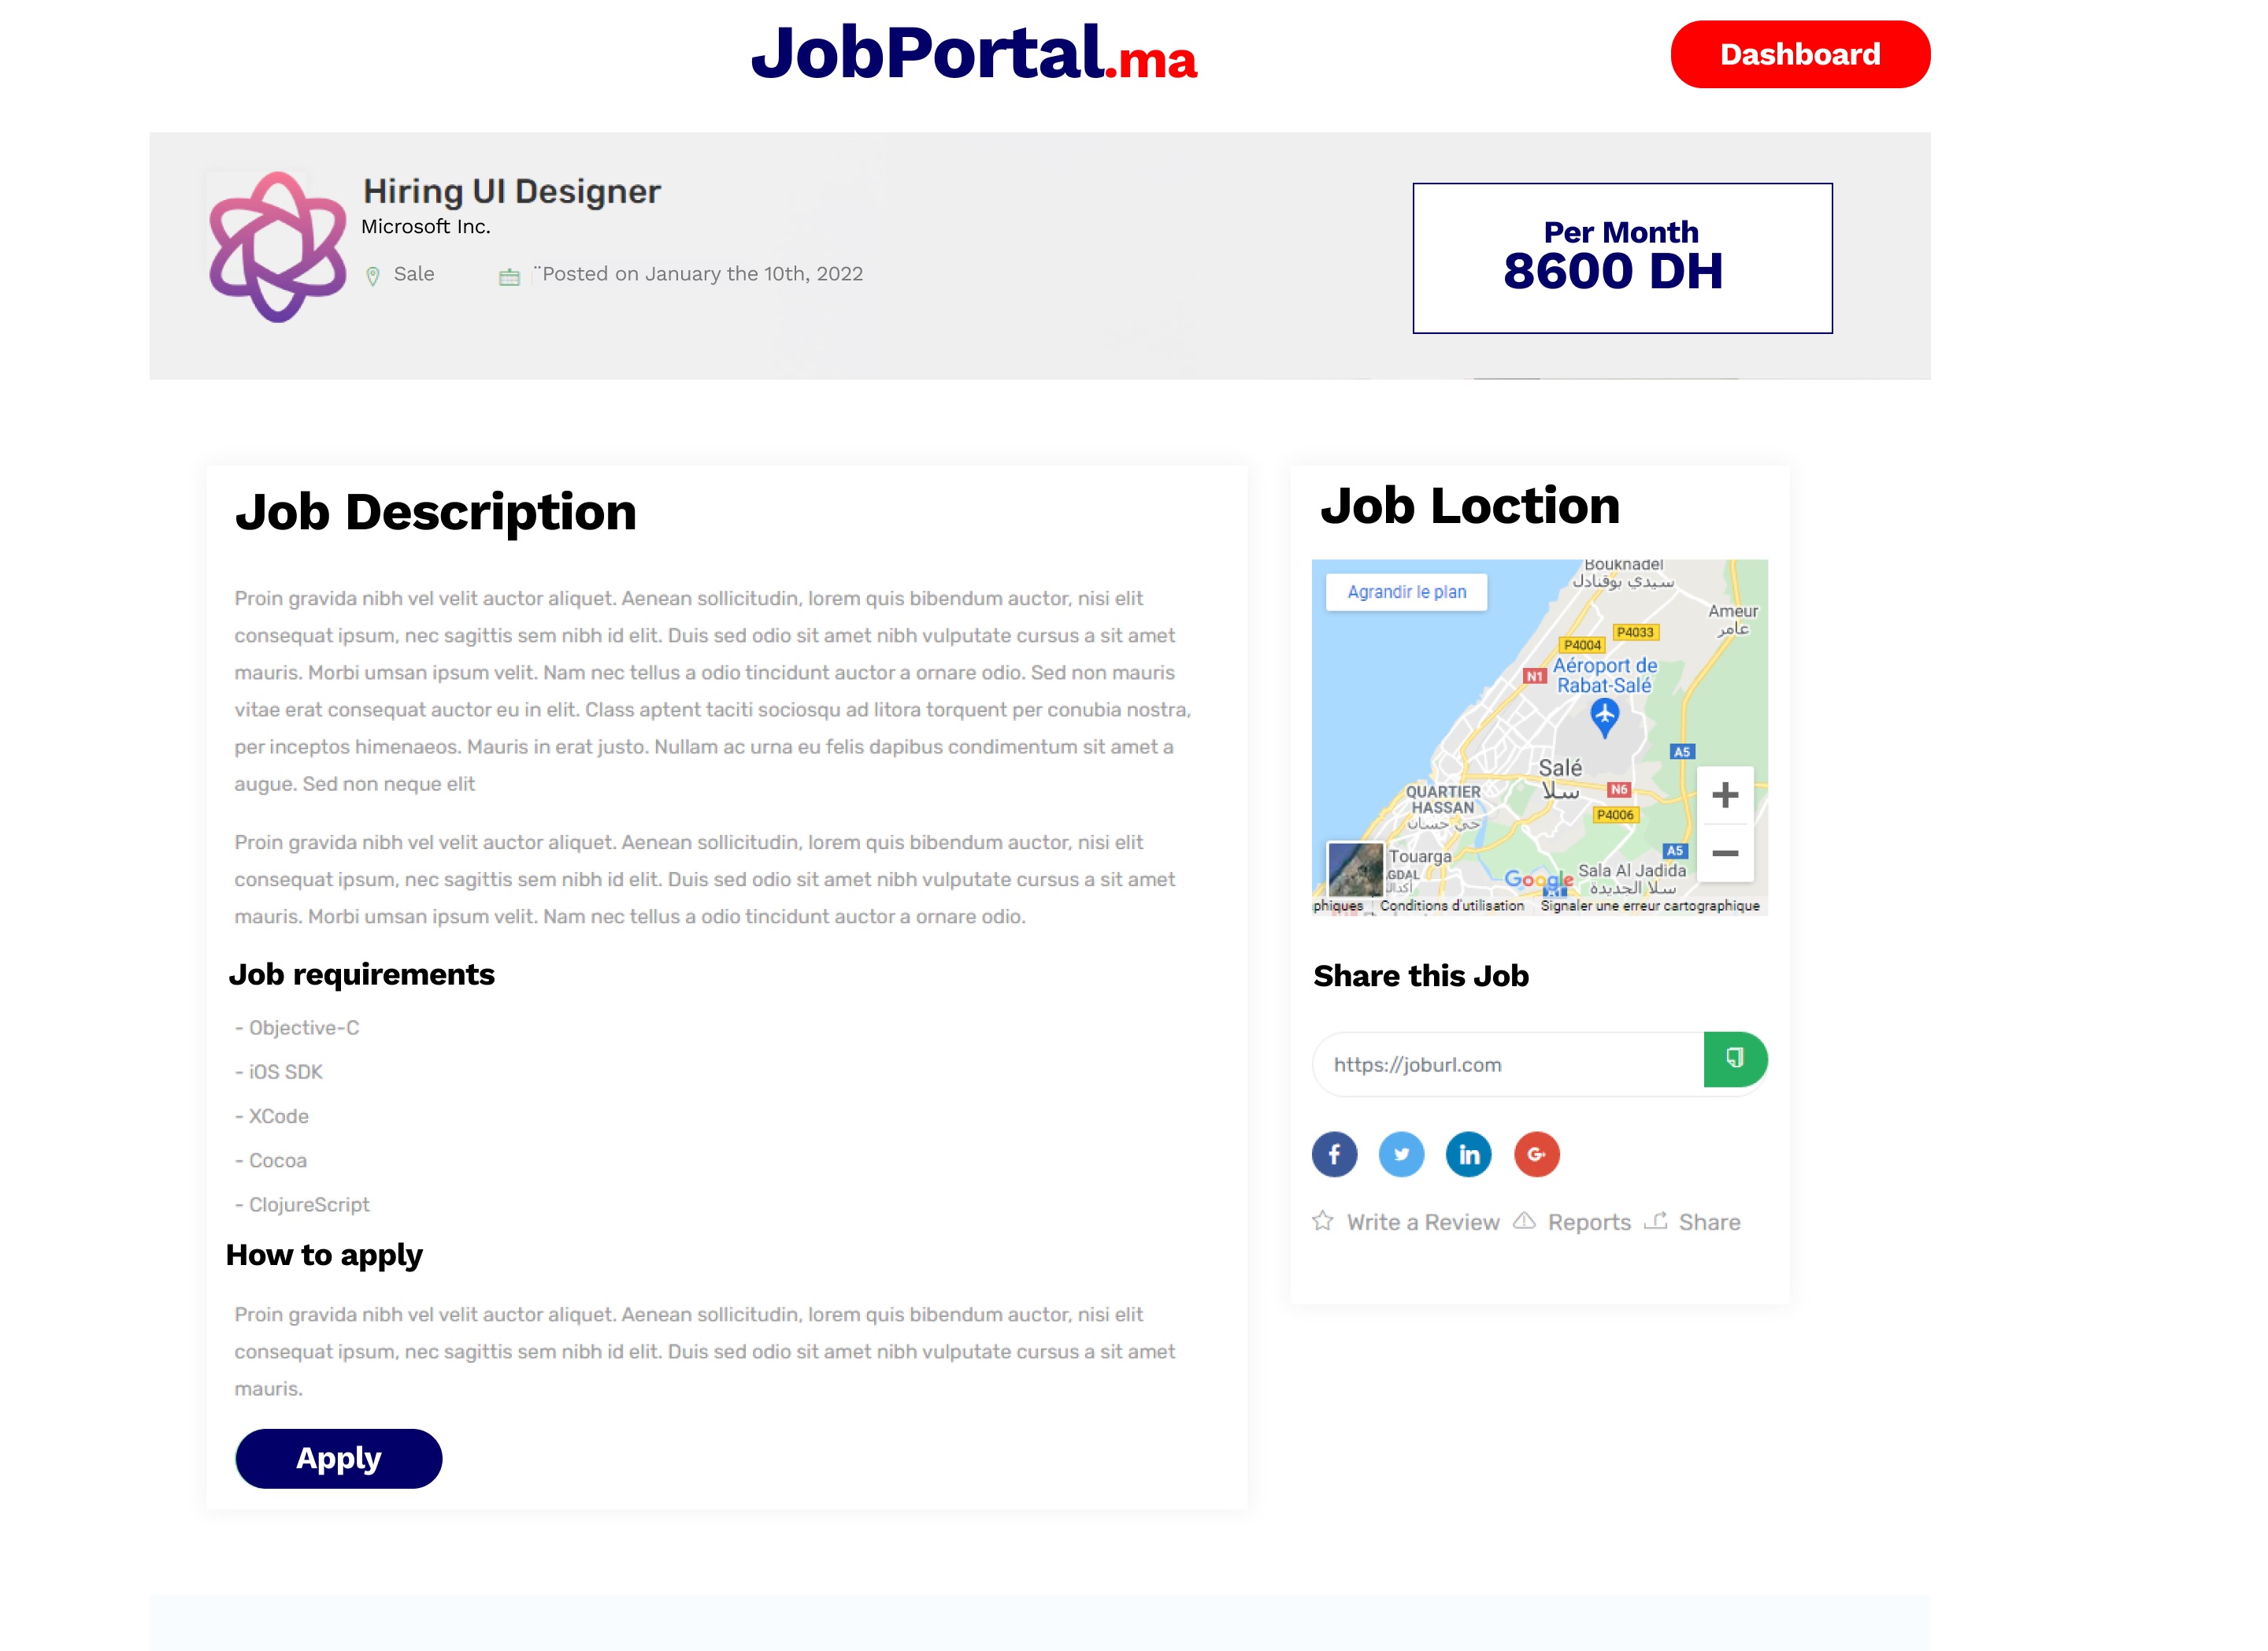 JobPortal.ma
Dashboard
Hiring UI Designer
Microsoft Inc.
Sale
¨Posted on January the 10th, 2022
Per Month
8600 DH
Job Description
Proin gravida nibh vel velit auctor aliquet. Aenean sollicitudin, lorem quis bibendum auctor, nisi elit
consequat ipsum, nec sagittis sem nibh id elit. Duis sed odio sit amet nibh vulputate cursus a sit amet
mauris. Morbi umsan ipsum velit. Nam nec tellus a odio tincidunt auctor a ornare odio. Sed non mauris
vitae erat consequat auctor eu in elit. Class aptent taciti sociosqu ad litora torquent per conubia nostra,
per inceptos himenaeos. Mauris in erat justo. Nullam ac urna eu felis dapibus condimentum sit amet a
augue. Sed non neque elit
Proin gravida nibh vel velit auctor aliquet. Aenean sollicitudin, lorem quis bibendum auctor, nisi elit
consequat ipsum, nec sagittis sem nibh id elit. Duis sed odio sit amet nibh vulputate cursus a sit amet
mauris. Morbi umsan ipsum velit. Nam nec tellus a odio tincidunt auctor a ornare odio.
Job requirements
- Objective-C
- iOS SDK
- XCode
- Cocoa
- ClojureScript
How to apply
Proin gravida nibh vel velit auctor aliquet. Aenean sollicitudin, lorem quis bibendum auctor, nisi elit
consequat ipsum, nec sagittis sem nibh id elit. Duis sed odio sit amet nibh vulputate cursus a sit amet
mauris.
Apply
Job Loction
Agrandir le plan
Bouknadel
سيدي بوقنادل
Ameur
عامر
P4033
P4004
Aéroport de
Rabat-Salé
N1
A5
Salé
سلا
N6
QUARTIER
HASSAN
حي حسان
P4006
A5
Touarga
GDAL
أكدال
Sala Al Jadida
سلا الجديدة
Google
A1
phiques
Conditions d'utilisation
Signaler une erreur cartographique
Share this Job
https://joburl.com
Write a Review
Reports
Share